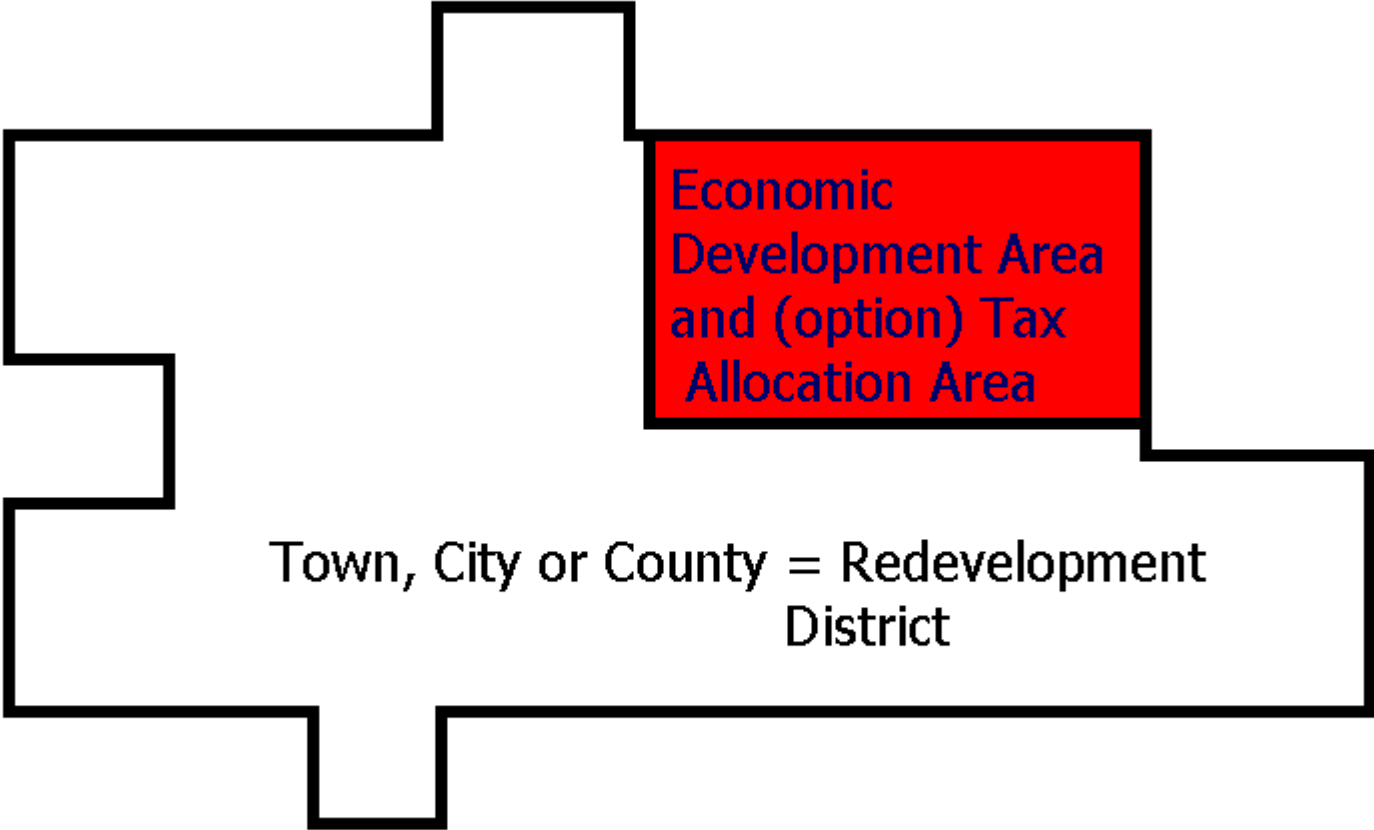 Economic
Development Area
and (option) Tax
Allocation Area
Town, City or County = Redevelopment
District